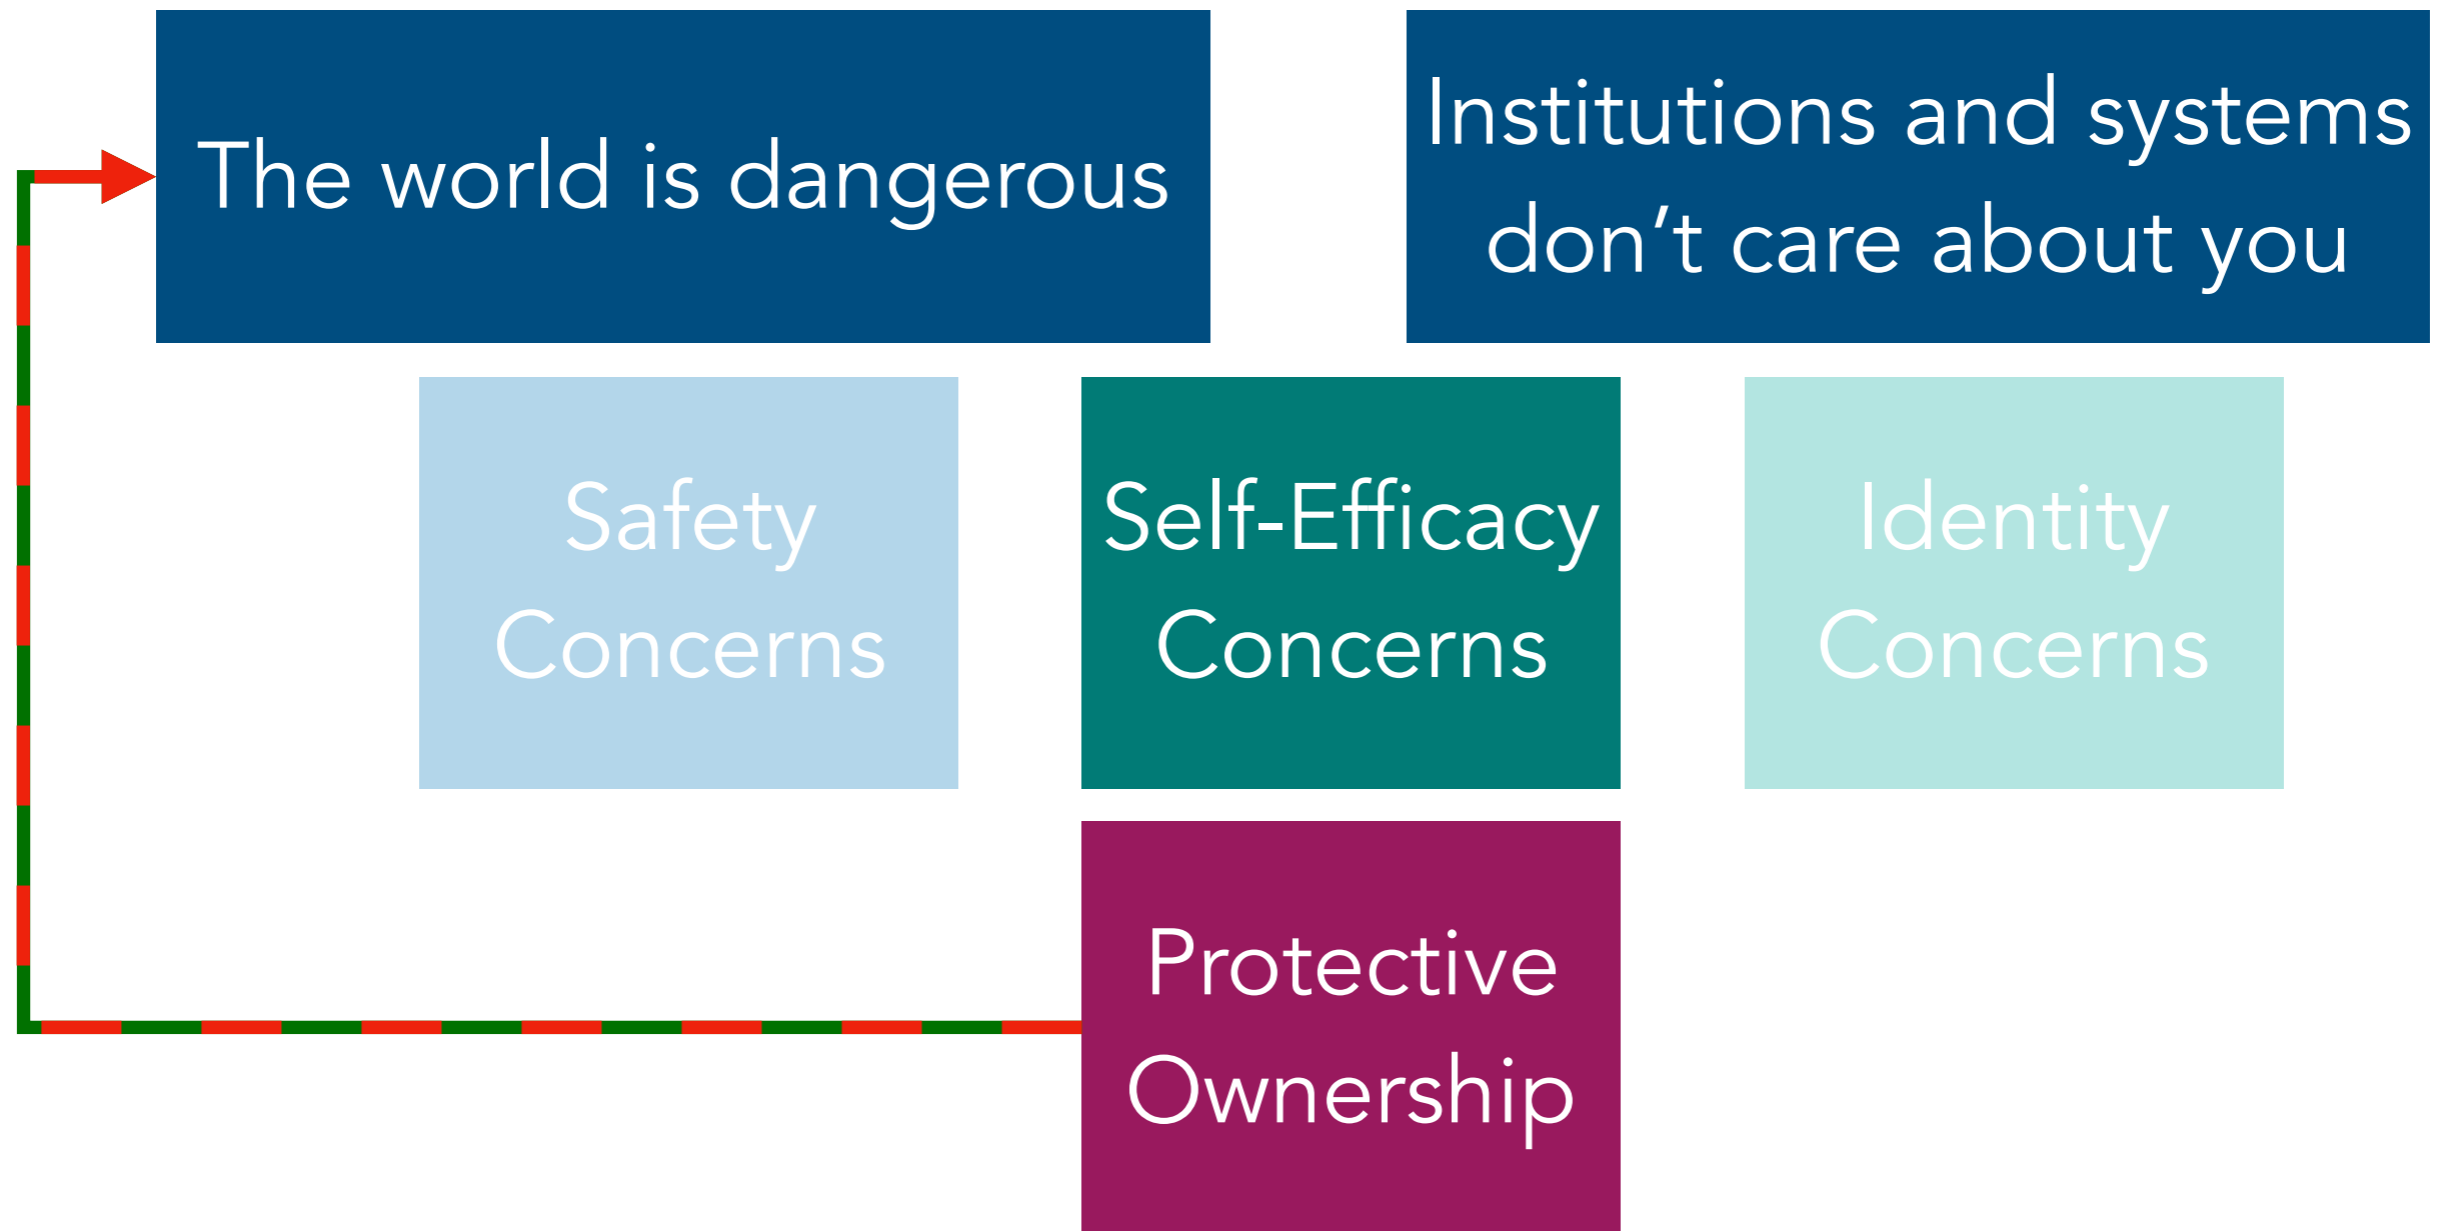 The world is dangerous
Institutions and systems
don’t care about you
Safety
Concerns
Self-Efficacy
Concerns
Identity
Concerns
Protective
Ownership